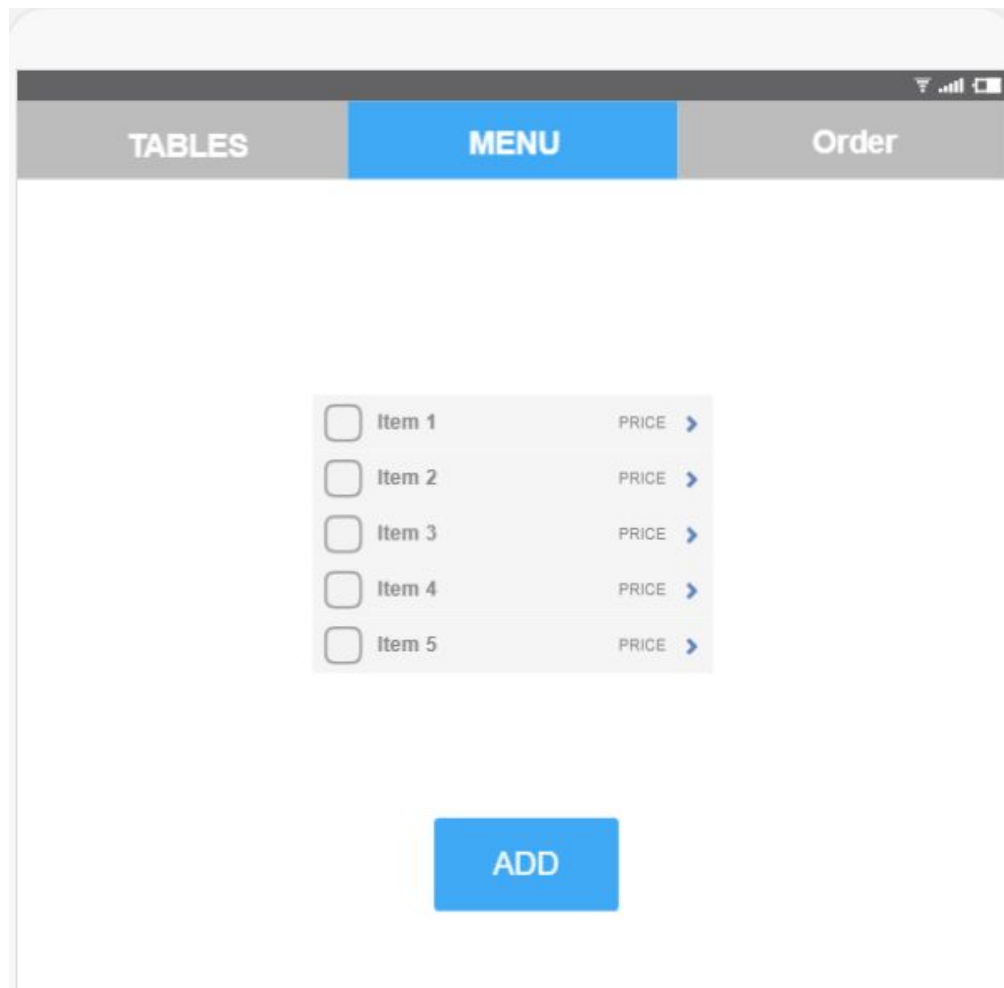 TABLES MENU Order
Item 1 PRICE
Item 2 PRICE
Item 3 PRICE
Item 4 PRICE
Item 5 PRICE
ADD